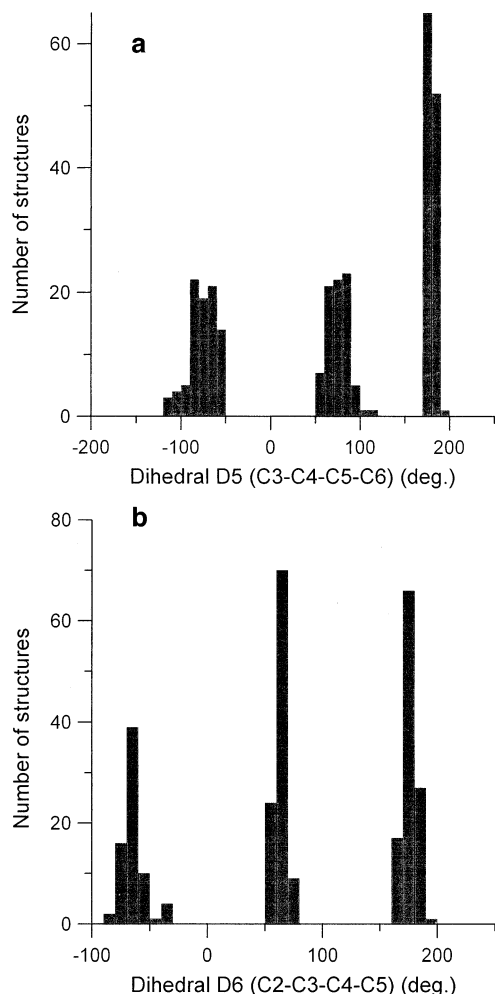 a
60
40
20
0
Number of structures
-200 -100 0 100 200
Dihedral D5 (C3-C4-C5-C6) (deg.)
b
80
60
40
20
0
Number of structures
-100 0 100 200
Dihedral D6 (C2-C3-C4-C5) (deg.)